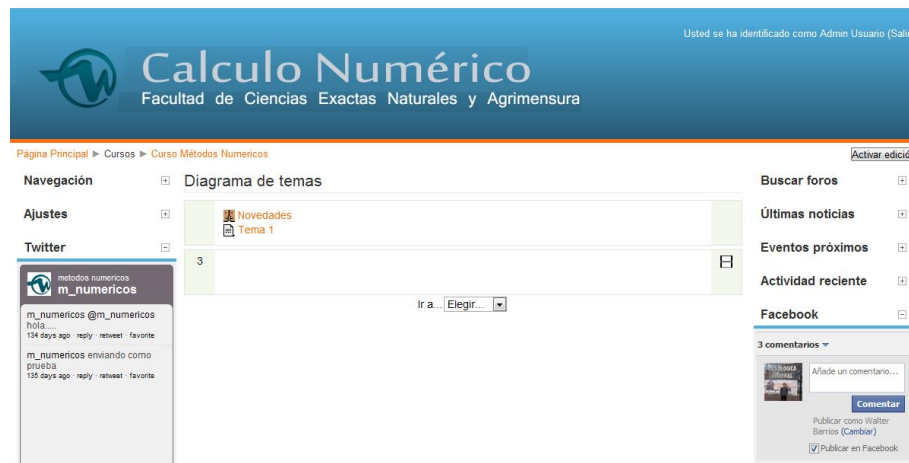 Usted se ha identificado como Admin Usuario (Sali
Calculo Numérico
Facultad de Ciencias Exactas Naturales y Agrimensura
Página Principal ► Cursos ► Curso Métodos Numericos
Activar edició
Navegación
Ajustes
Twitter
metodos numericos
m_numericos
m_numericos @m_numericos
hola.....
134 days ago · reply · retweet · favorite
m_numericos enviando como
prueba
135 days ago · reply · retweet · favorite
Diagrama de temas
Novedades
Tema 1
3
Ir a... Elegir...
Buscar foros
Últimas noticias
Eventos próximos
Actividad reciente
Facebook
3 comentarios
Añade un comentario...
Comentar
Publicar como Walter
Barrios (Cambiar)
Publicar en Facebook